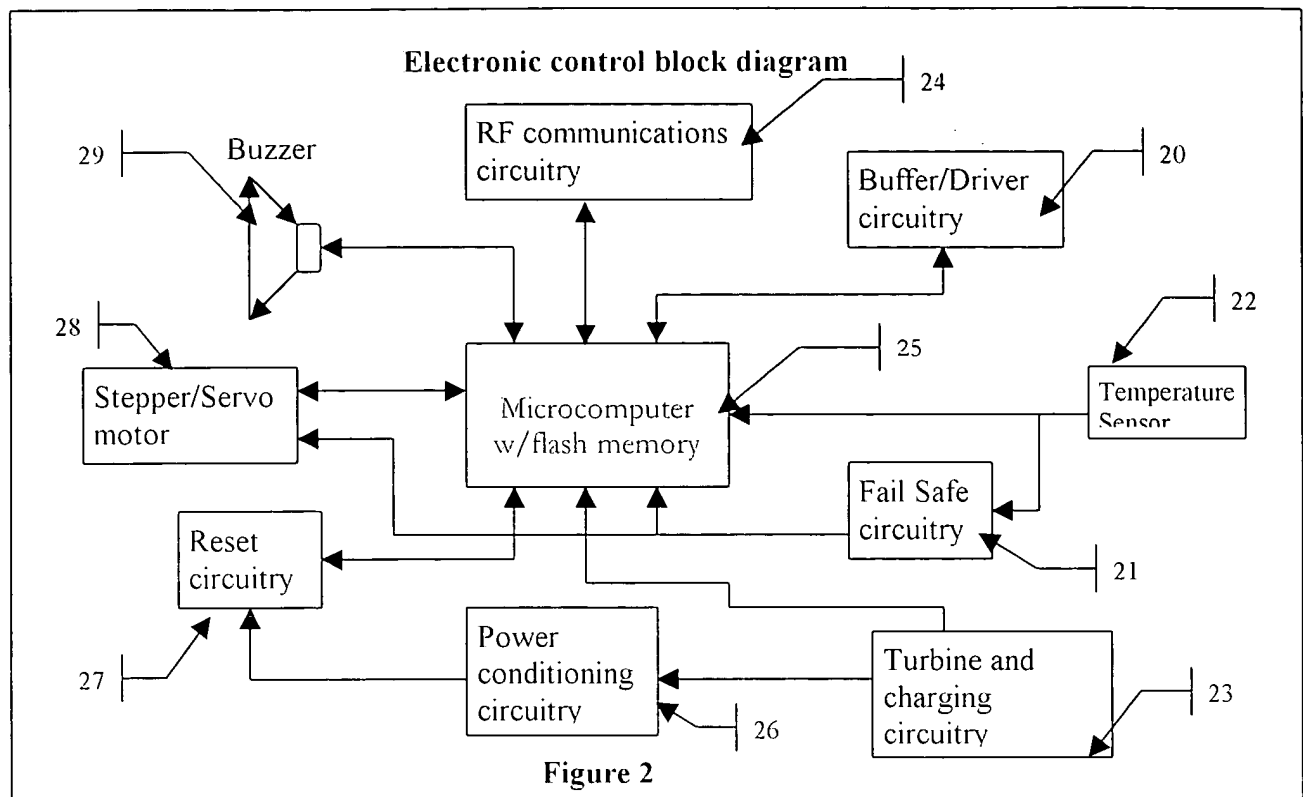 Electronic control block diagram
24
RF communications
circuitry
29
Buzzer
20
Buffer/Driver
circuitry
28
22
25
Stepper/Servo
motor
Microcomputer
w/flash memory
Temperature
Sensor
Fail Safe
circuitry
Reset
circuitry
21
27
Power
conditioning
circuitry
26
Turbine and
charging
circuitry
23
Figure 2